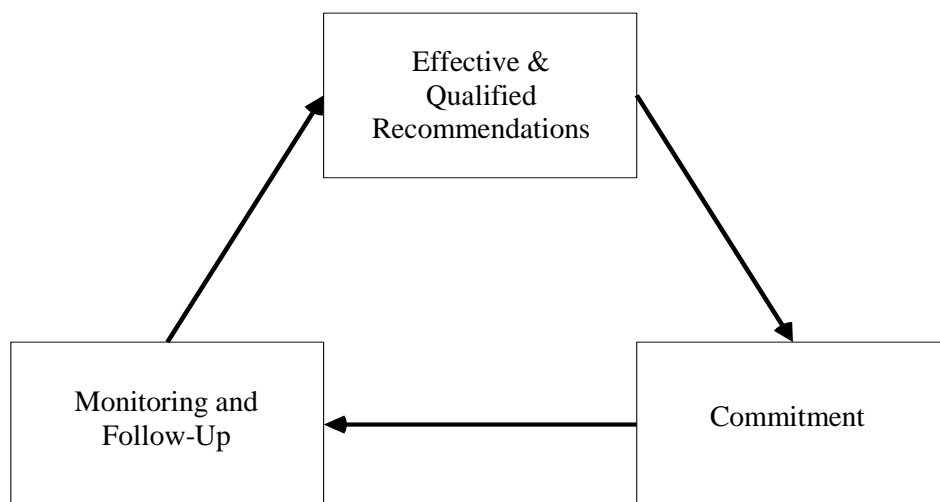 Effective &
Qualified
Recommendations
Monitoring and
Follow-Up
Commitment